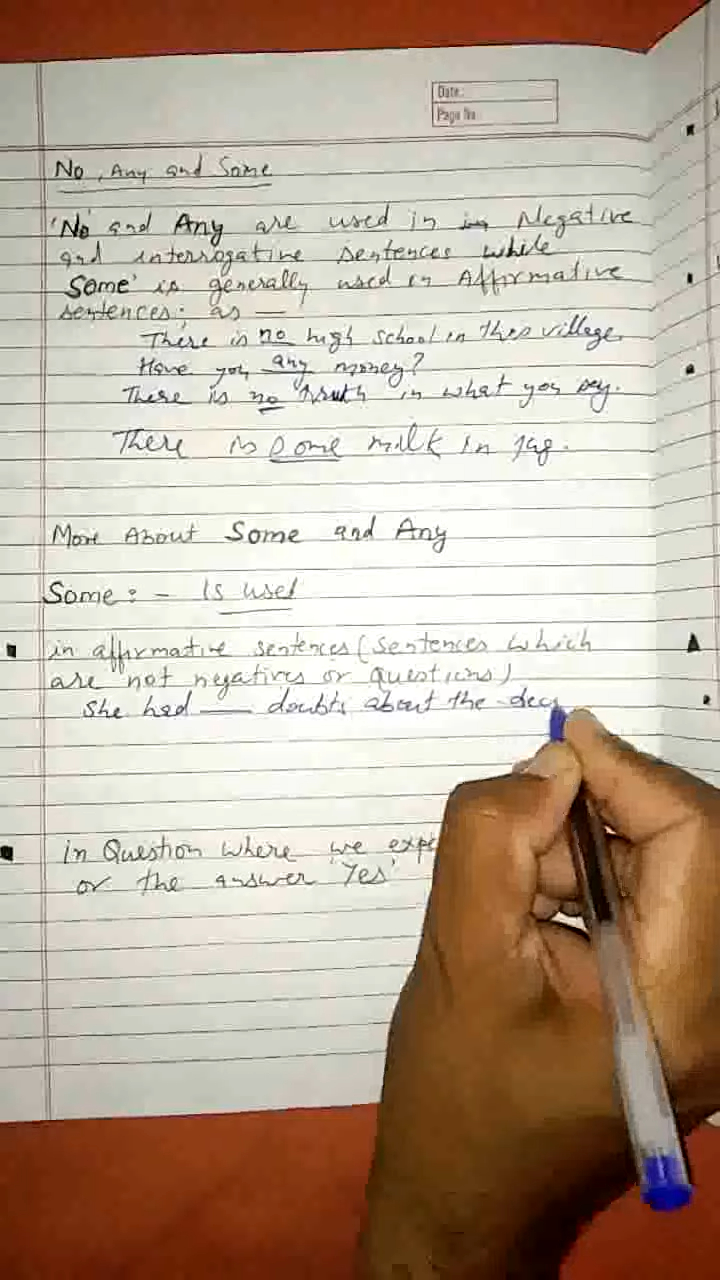 Date:
Page No.
No, Any and Some
'No and Any are used in in Negative
and interrogative sentences while
Some' is generally used in Affirmative
sentences; as —
There is no high school in this village.
Have you any money?
There is no truth in what you say.
There is some milk in jug.
More About Some and Any
Some: - Is used
in affirmative sentences (sentences which
are not negatives or questions)
She had ___ doubts about the deci
in Question where we expe
or the answer 'Yes'